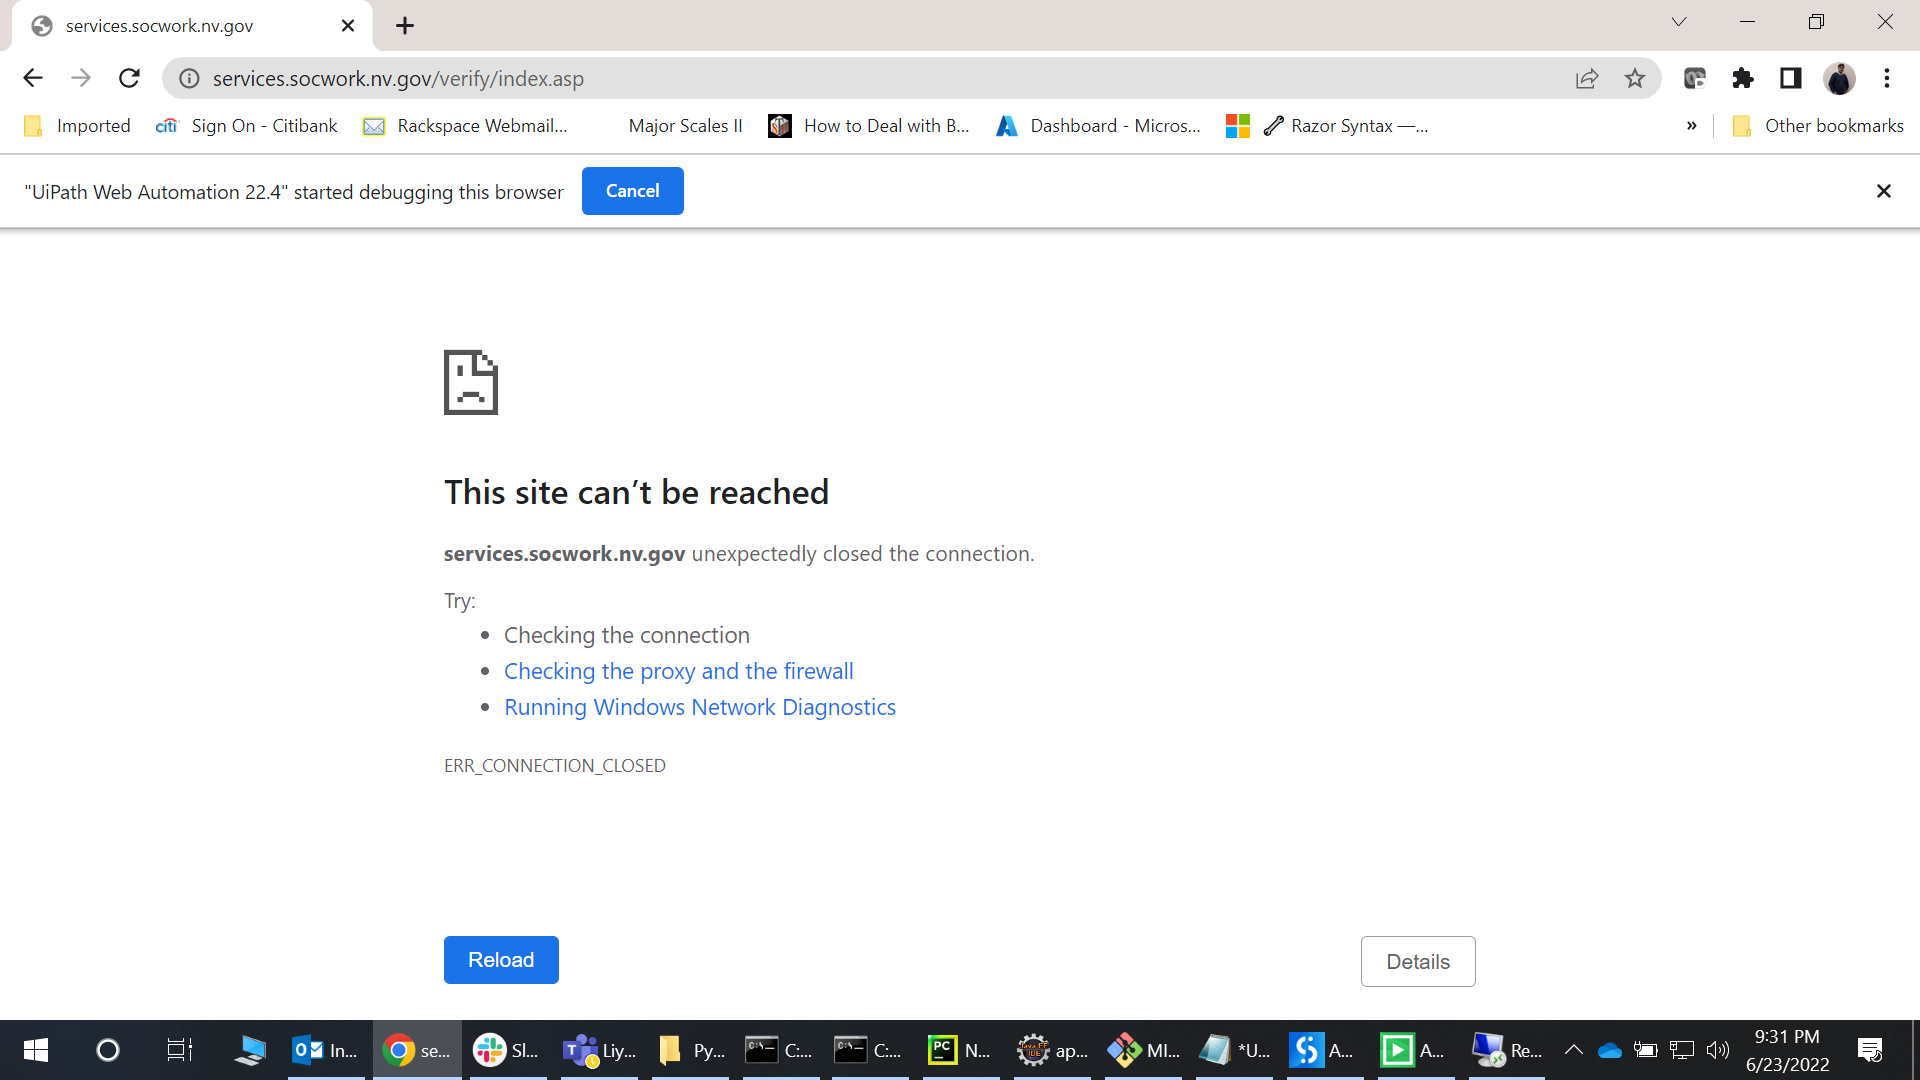 services.socwork.nv.gov
services.socwork.nv.gov/verify/index.asp
Imported
citi
Sign On - Citibank
Rackspace Webmail...
Major Scales II
How to Deal with B...
Dashboard - Micros...
Razor Syntax —...
»
Other bookmarks
"UiPath Web Automation 22.4" started debugging this browser
Cancel
This site can’t be reached
services.socwork.nv.gov unexpectedly closed the connection.
Try:
• Checking the connection
• Checking the proxy and the firewall
• Running Windows Network Diagnostics
ERR_CONNECTION_CLOSED
Reload
Details
In...
se...
Sl...
Liy...
Py...
C:...
C:...
PC
N...
ap...
MI...
*U...
A...
A...
Re...
9:31 PM
6/23/2022